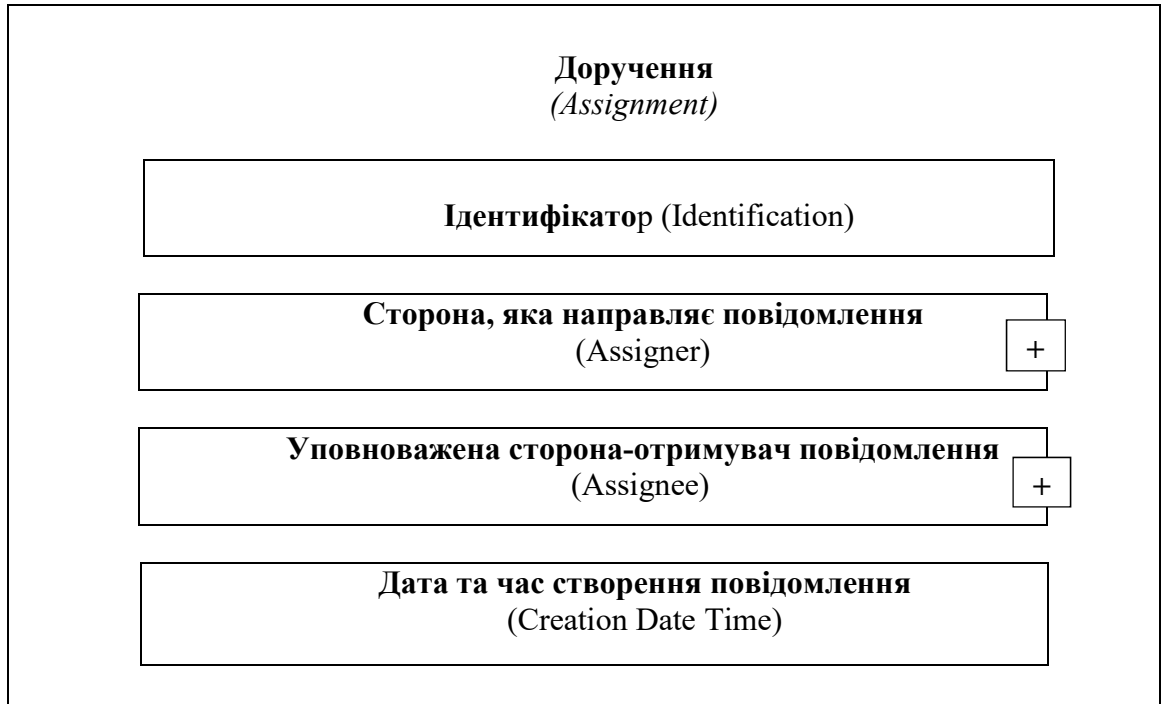 Доручення
(Assignment)
Ідентифікатор (Identification)
Сторона, яка направляє повідомлення
(Assigner)
+
Уповноважена сторона-отримувач повідомлення
(Assignee)
+
Дата та час створення повідомлення
(Creation Date Time)